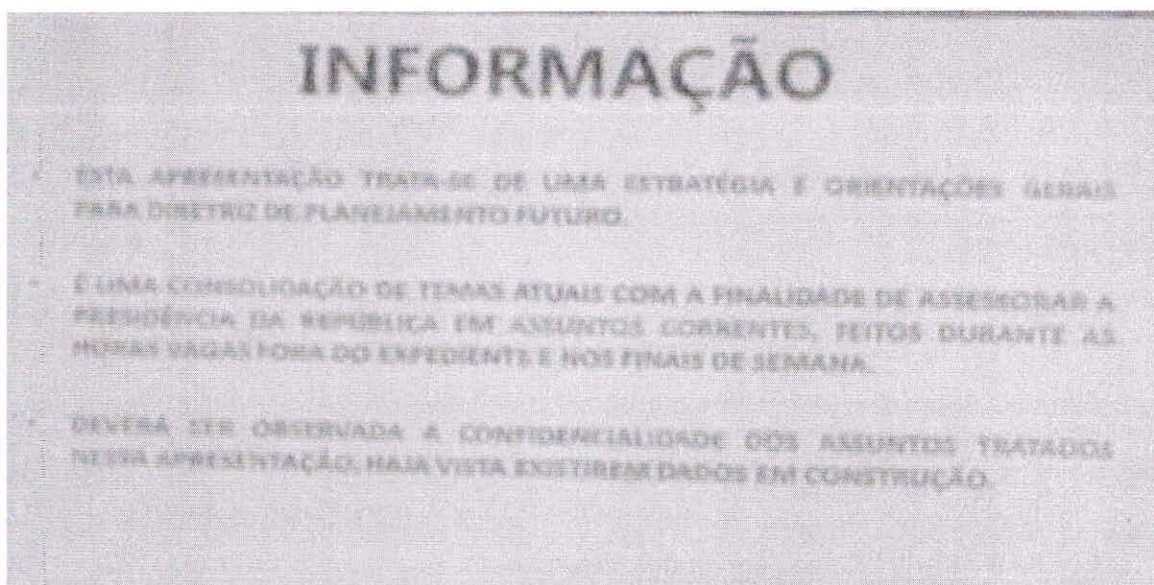 INFORMAÇÃO
• ESTA APRESENTAÇÃO TRATA-SE DE UMA ESTRATÉGIA E ORIENTAÇÕES GERAIS
PARA DIRETRIZ DE PLANEJAMENTO FUTURO.
• É UMA CONSOLIDAÇÃO DE TEMAS ATUAIS COM A FINALIDADE DE ASSESSORAR A
PRESIDÊNCIA DA REPÚBLICA EM ASSUNTOS CORRENTES, FEITOS DURANTE AS
HORAS VAGAS FORA DO EXPEDIENTE E NOS FINAIS DE SEMANA.
• DEVERÁ SER OBSERVADA A CONFIDENCIALIDADE DOS ASSUNTOS TRATADOS
NESTA APRESENTAÇÃO, HAJA VISTA EXISTIREM DADOS EM CONSTRUÇÃO.